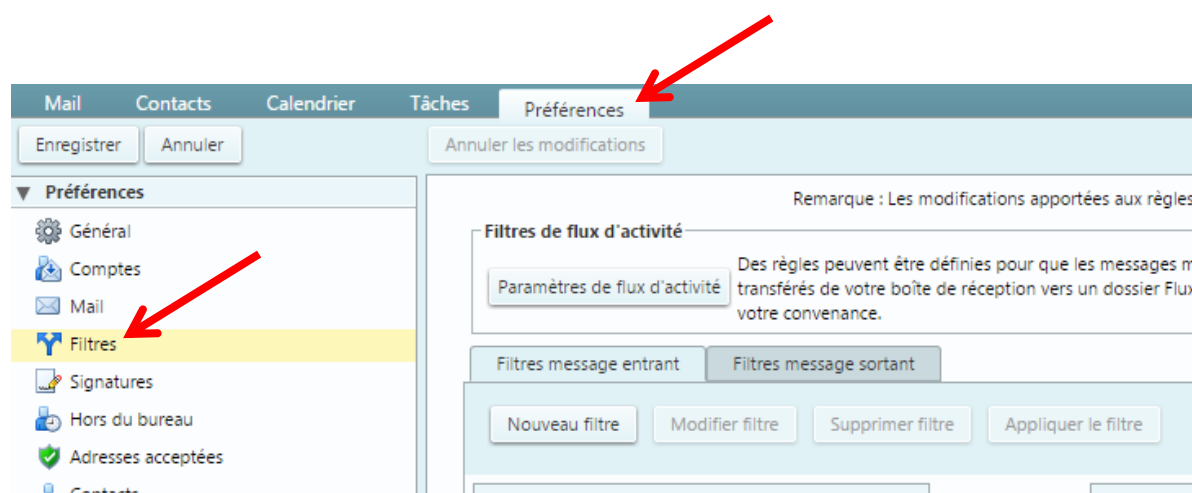 Mail Contacts Calendrier Tâches Préférences
Enregistrer Annuler Annuler les modifications
Préférences
Général
Comptes
Mail
Filtres
Signatures
Hors du bureau
Adresses acceptées
Contacts
Remarque : Les modifications apportées aux règles
Filtres de flux d'activité
Paramètres de flux d'activité
Des règles peuvent être définies pour que les messages m
transférés de votre boîte de réception vers un dossier Flux
votre convenance.
Filtres message entrant Filtres message sortant
Nouveau filtre Modifier filtre Supprimer filtre Appliquer le filtre